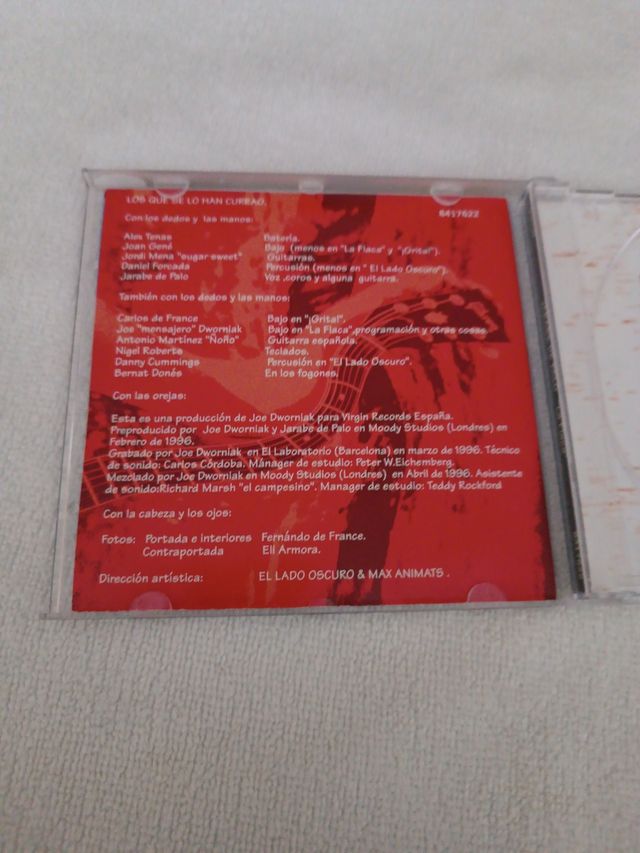 LOS QUE SE LO HAN CURRAO. 8417622
Con los dedos y las manos:
Alex Tenas Batería.
Joan Gené Bajo (menos en "La Flaca" y "¡Grita!").
Jordi Mena "sugar sweet" Guitarras.
Daniel Forcada Percusión (menos en " El Lado Oscuro").
Jarabe de Palo Voz ,coros y alguna guitarra.
También con los dedos y las manos:
Carlos de France Bajo en "¡Grita!".
Joe "mensajero" Dworniak Bajo en "La Flaca",programación y otras cosas.
Antonio Martínez "Ñoño" Guitarra española.
Nigel Roberts Teclados.
Danny Cummings Percusión en "El Lado Oscuro".
Bernat Donés En los fogones.
Con las orejas:
Esta es una producción de Joe Dworniak para Virgin Records España.
Preproducido por Joe Dworniak y Jarabe de Palo en Moody Studios (Londres) en
Febrero de 1996.
Grabado por Joe Dworniak en El Laboratorio (Barcelona) en marzo de 1996. Técnico
de sonido: Carlos Córdoba. Mánager de estudio: Peter W.Eichemberg.
Mezclado por Joe Dworniak en Moody Studios (Londres) en Abril de 1996. Asistente
de sonido:Richard Marsh "el campesino". Manager de estudio: Teddy Rockford
Con la cabeza y los ojos:
Fotos: Portada e interiores Fernándo de France.
Contraportada Eli Armora.
Dirección artística: EL LADO OSCURO & MAX ANIMATS .